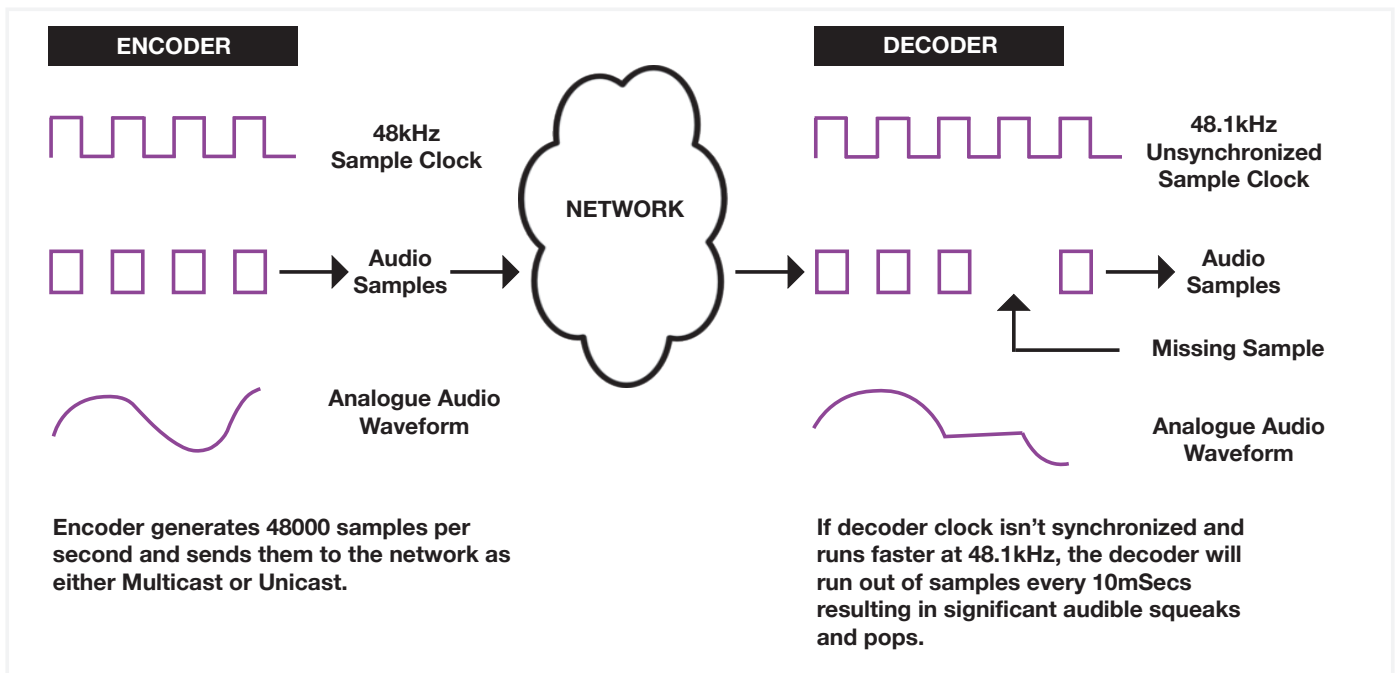 ENCODER
48kHz
Sample Clock
Audio
Samples
Analogue Audio
Waveform
Encoder generates 48000 samples per
second and sends them to the network as
either Multicast or Unicast.
NETWORK
DECODER
48.1kHz
Unsynchronized
Sample Clock
Audio
Samples
Missing Sample
Analogue Audio
Waveform
If decoder clock isn't synchronized and
runs faster at 48.1kHz, the decoder will
run out of samples every 10mSecs
resulting in significant audible squeaks
and pops.